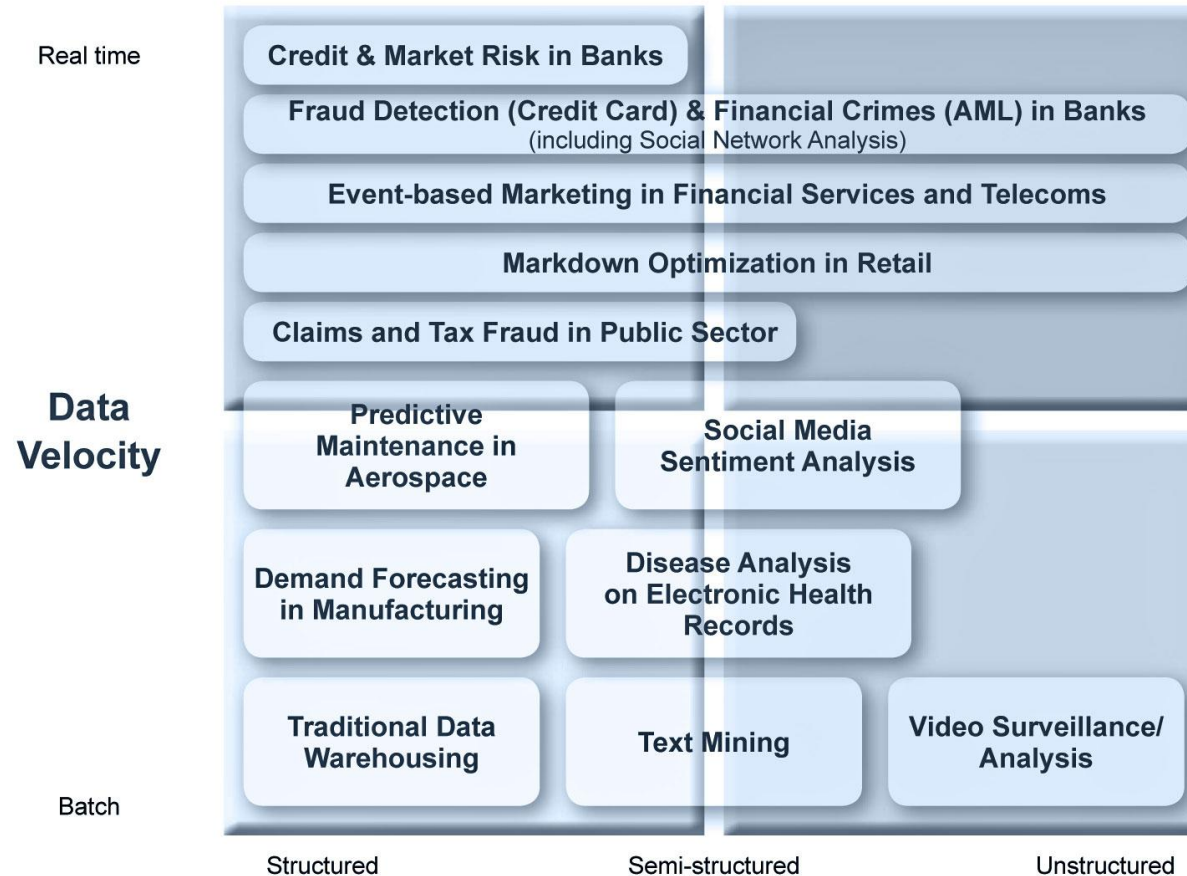 Real time
Credit & Market Risk in Banks
Fraud Detection (Credit Card) & Financial Crimes (AML) in Banks
(including Social Network Analysis)
Event-based Marketing in Financial Services and Telecoms
Markdown Optimization in Retail
Claims and Tax Fraud in Public Sector
Data
Velocity
Predictive
Maintenance in
Aerospace
Social Media
Sentiment Analysis
Demand Forecasting
in Manufacturing
Disease Analysis
on Electronic Health
Records
Traditional Data
Warehousing
Text Mining
Video Surveillance/
Analysis
Batch
Structured
Semi-structured
Unstructured